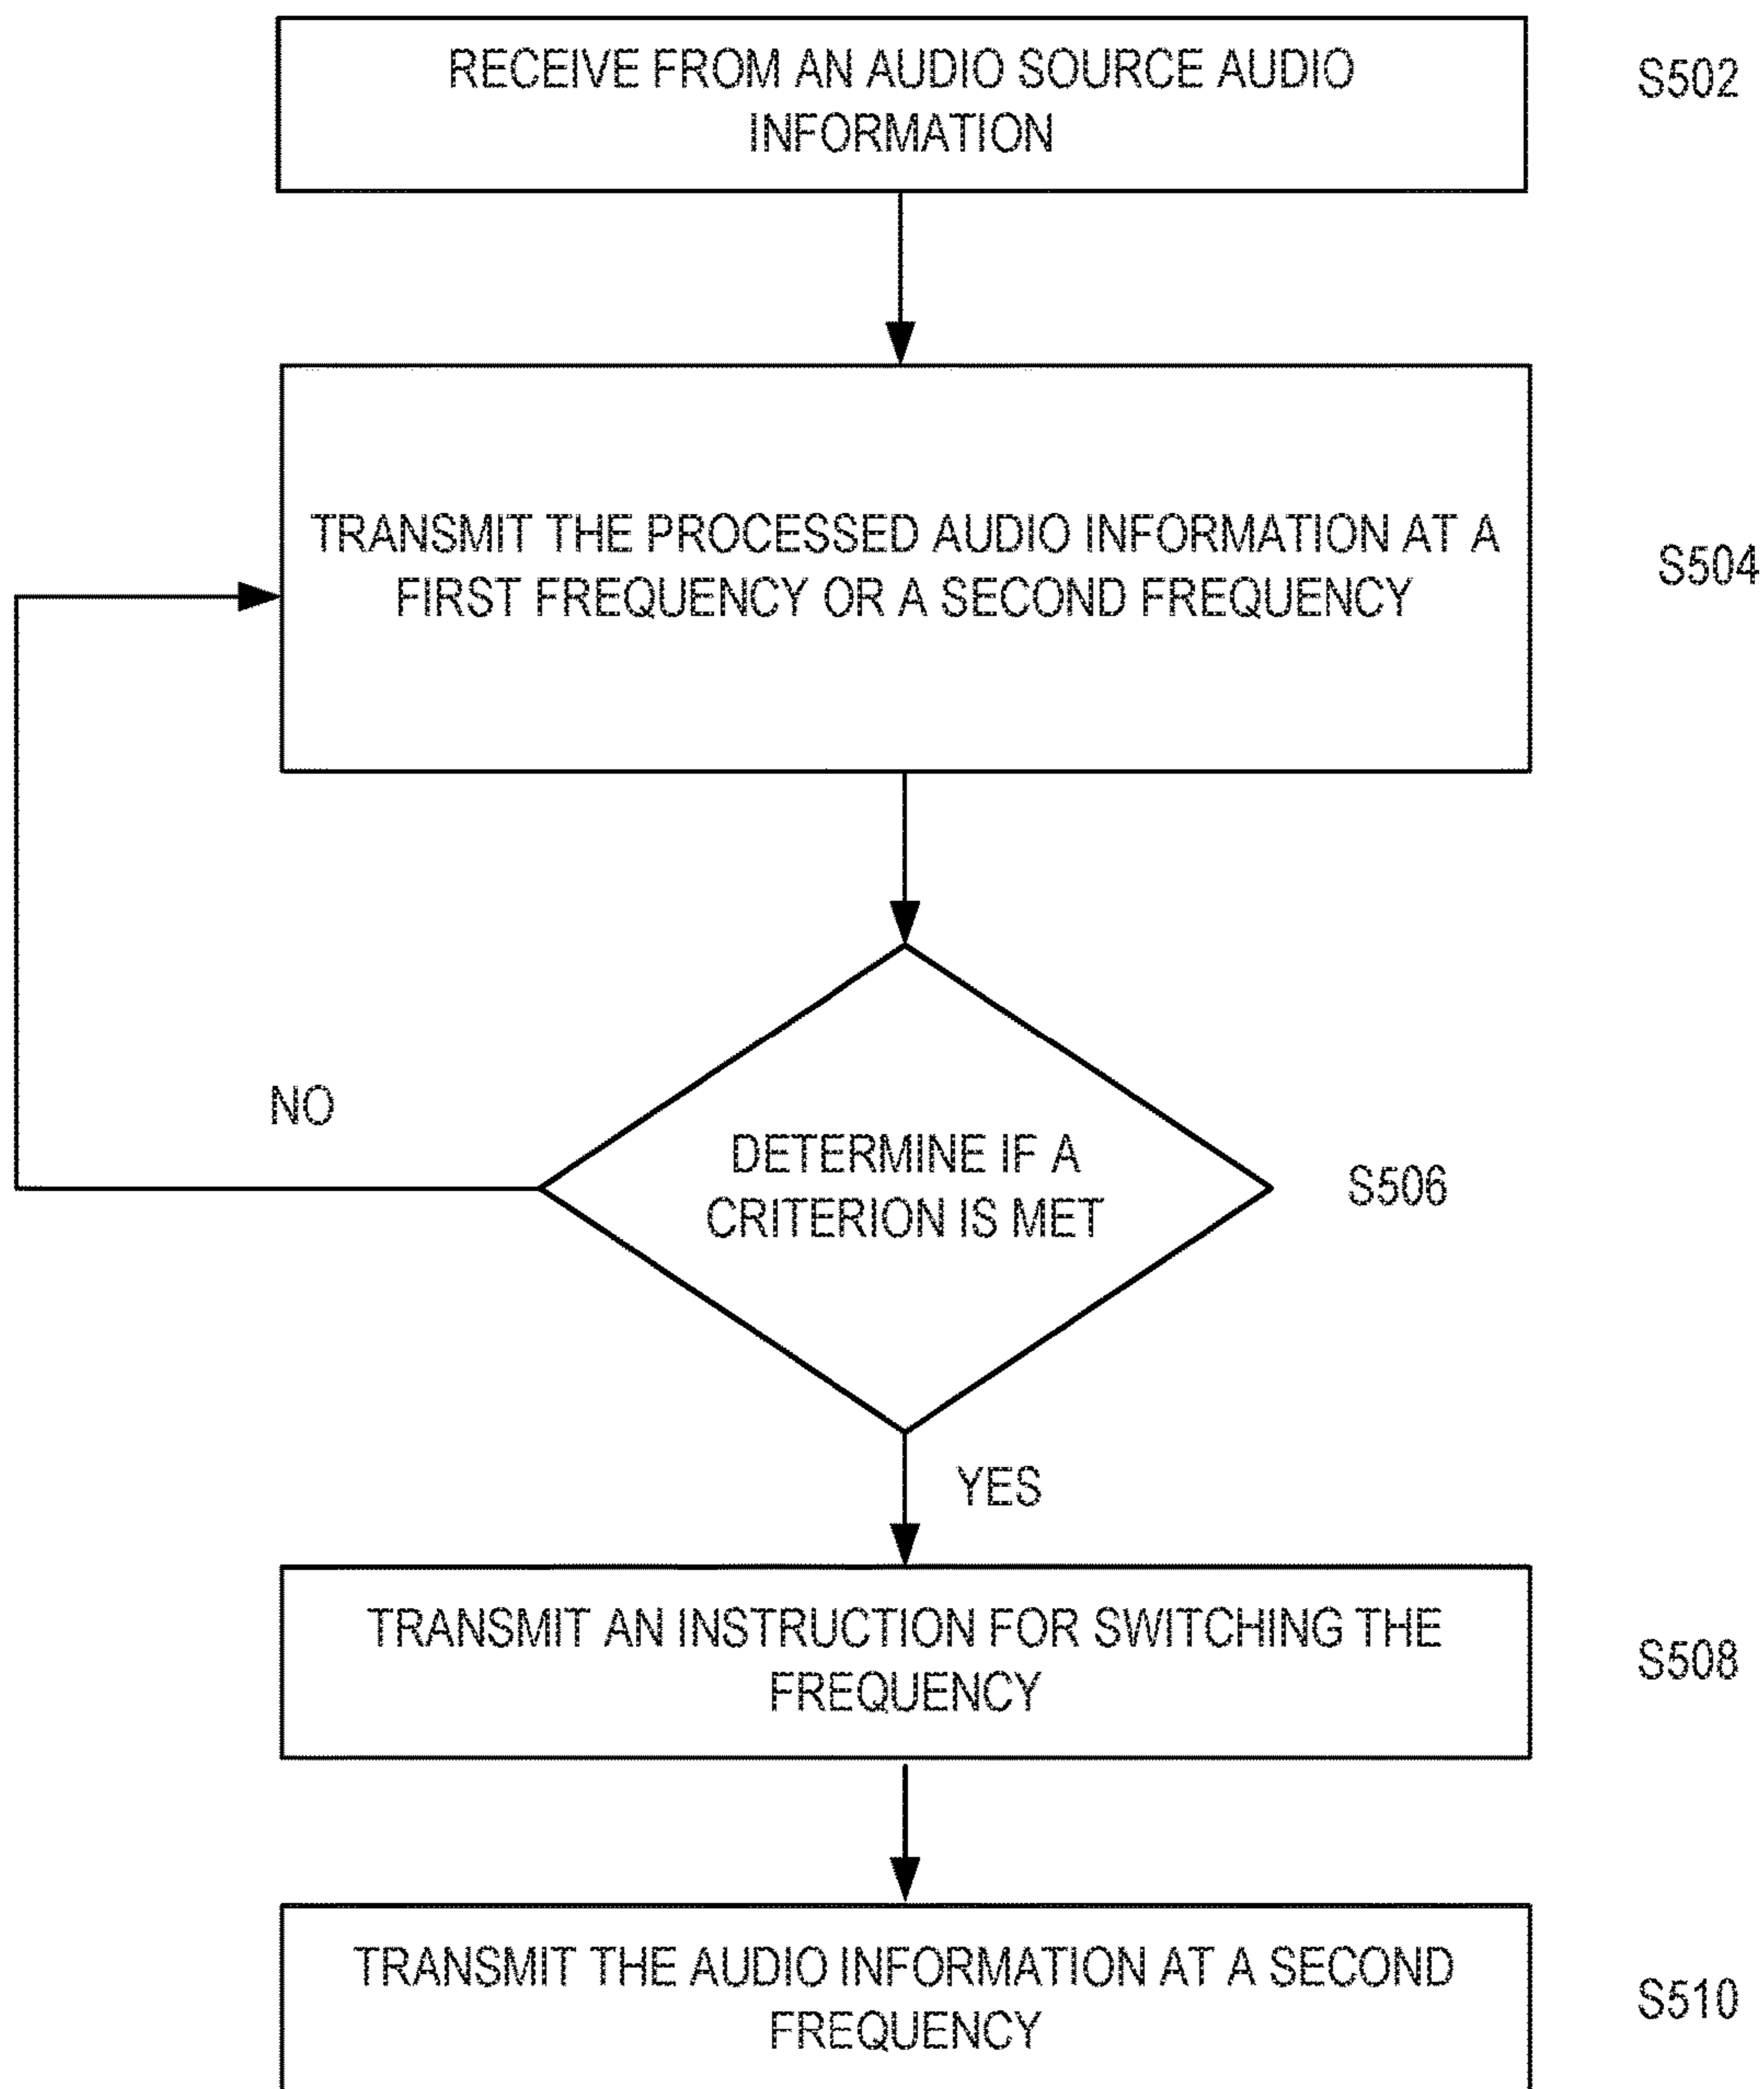 RECEIVE FROM AN AUDIO SOURCE AUDIO
INFORMATION
S502
TRANSMIT THE PROCESSED AUDIO INFORMATION AT A
FIRST FREQUENCY OR A SECOND FREQUENCY
S504
NO
DETERMINE IF A
CRITERION IS MET
S506
YES
TRANSMIT AN INSTRUCTION FOR SWITCHING THE
FREQUENCY
S508
TRANSMIT THE AUDIO INFORMATION AT A SECOND
FREQUENCY
S510